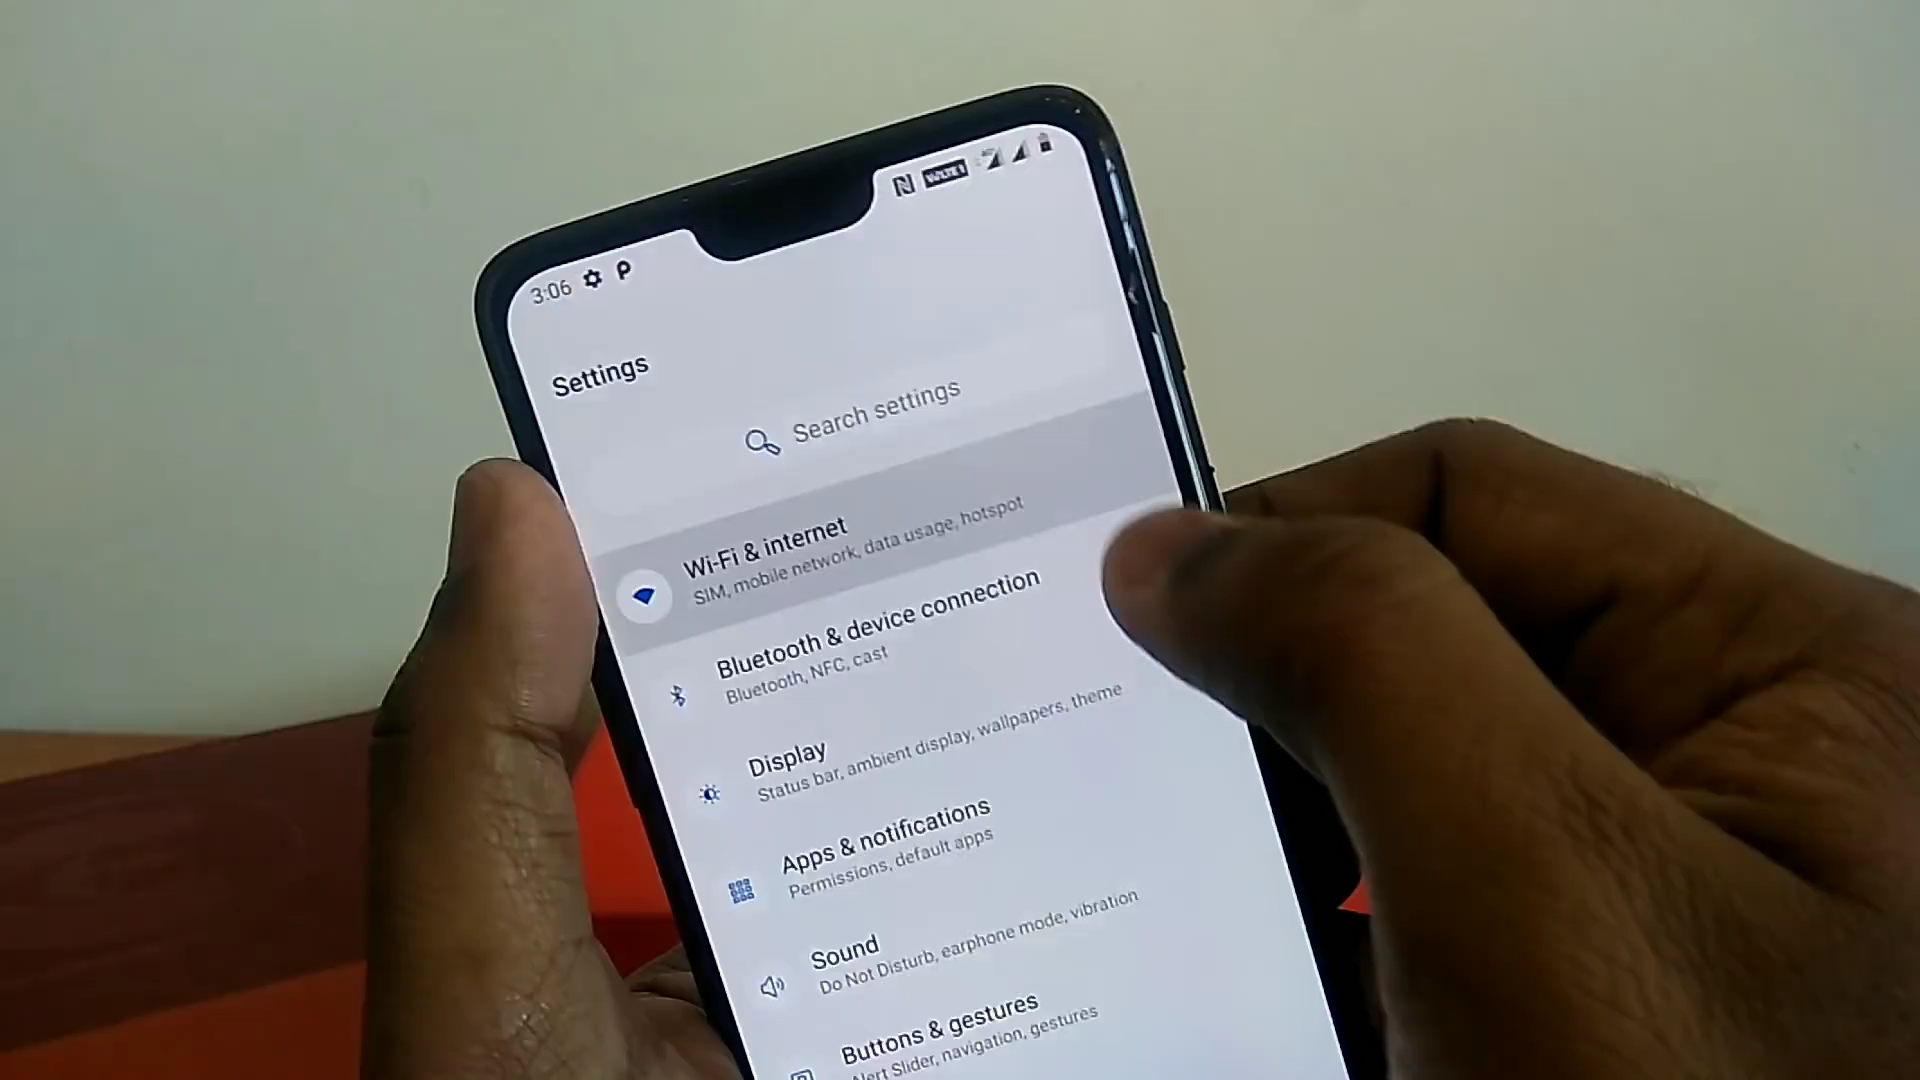 3:06
VoLTE 1
Settings
Search settings
Wi-Fi & internet
SIM, mobile network, data usage, hotspot
Bluetooth & device connection
Bluetooth, NFC, cast
Display
Status bar, ambient display, wallpapers, theme
Apps & notifications
Permissions, default apps
Sound
Do Not Disturb, earphone mode, vibration
Buttons & gestures
Alert Slider, navigation, gestures